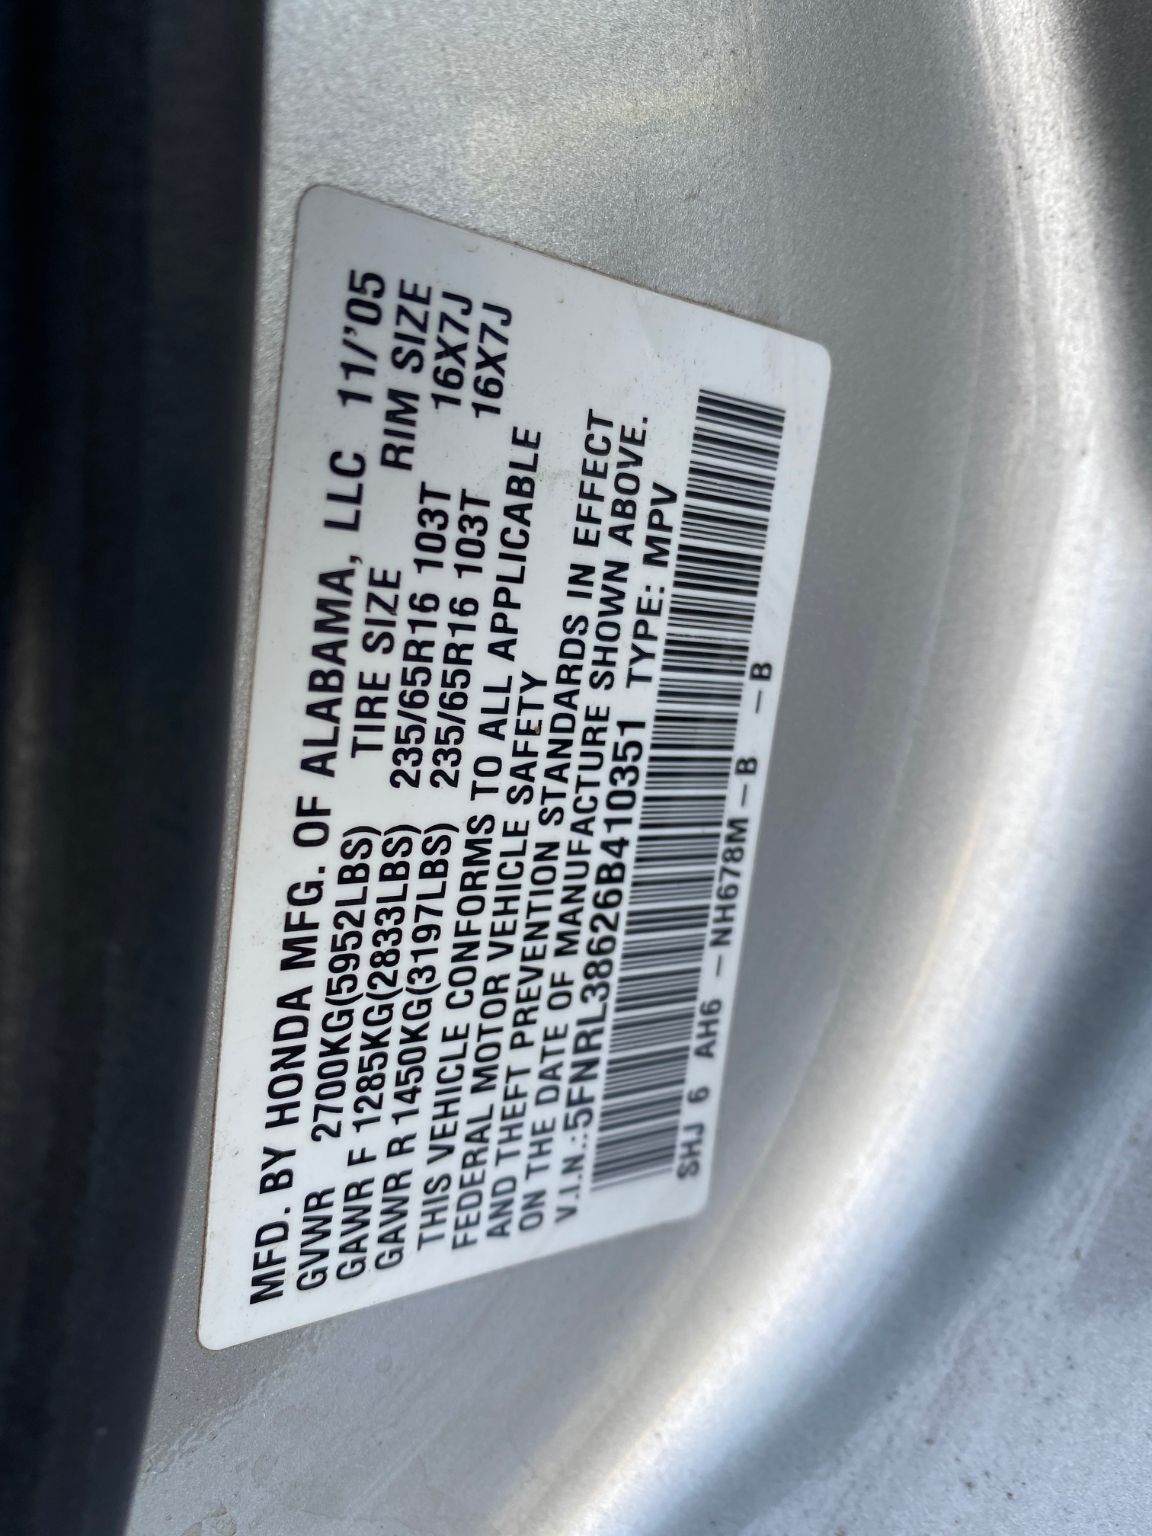 MFD. BY HONDA MFG. OF ALABAMA, LLC 11/'05
GVWR 2700KG(5952LBS) TIRE SIZE RIM SIZE
GAWR F 1285KG(2833LBS) 235/65R16 103T 16X7J
GAWR R 1450KG(3197LBS) 235/65R16 103T 16X7J
THIS VEHICLE CONFORMS TO ALL APPLICABLE
FEDERAL MOTOR VEHICLE SAFETY
AND THEFT PREVENTION STANDARDS IN EFFECT
ON THE DATE OF MANUFACTURE SHOWN ABOVE.
V.I.N.:5FNRL38626B410351 TYPE: MPV
SHJ 6 AH6 -NH678M-B -B